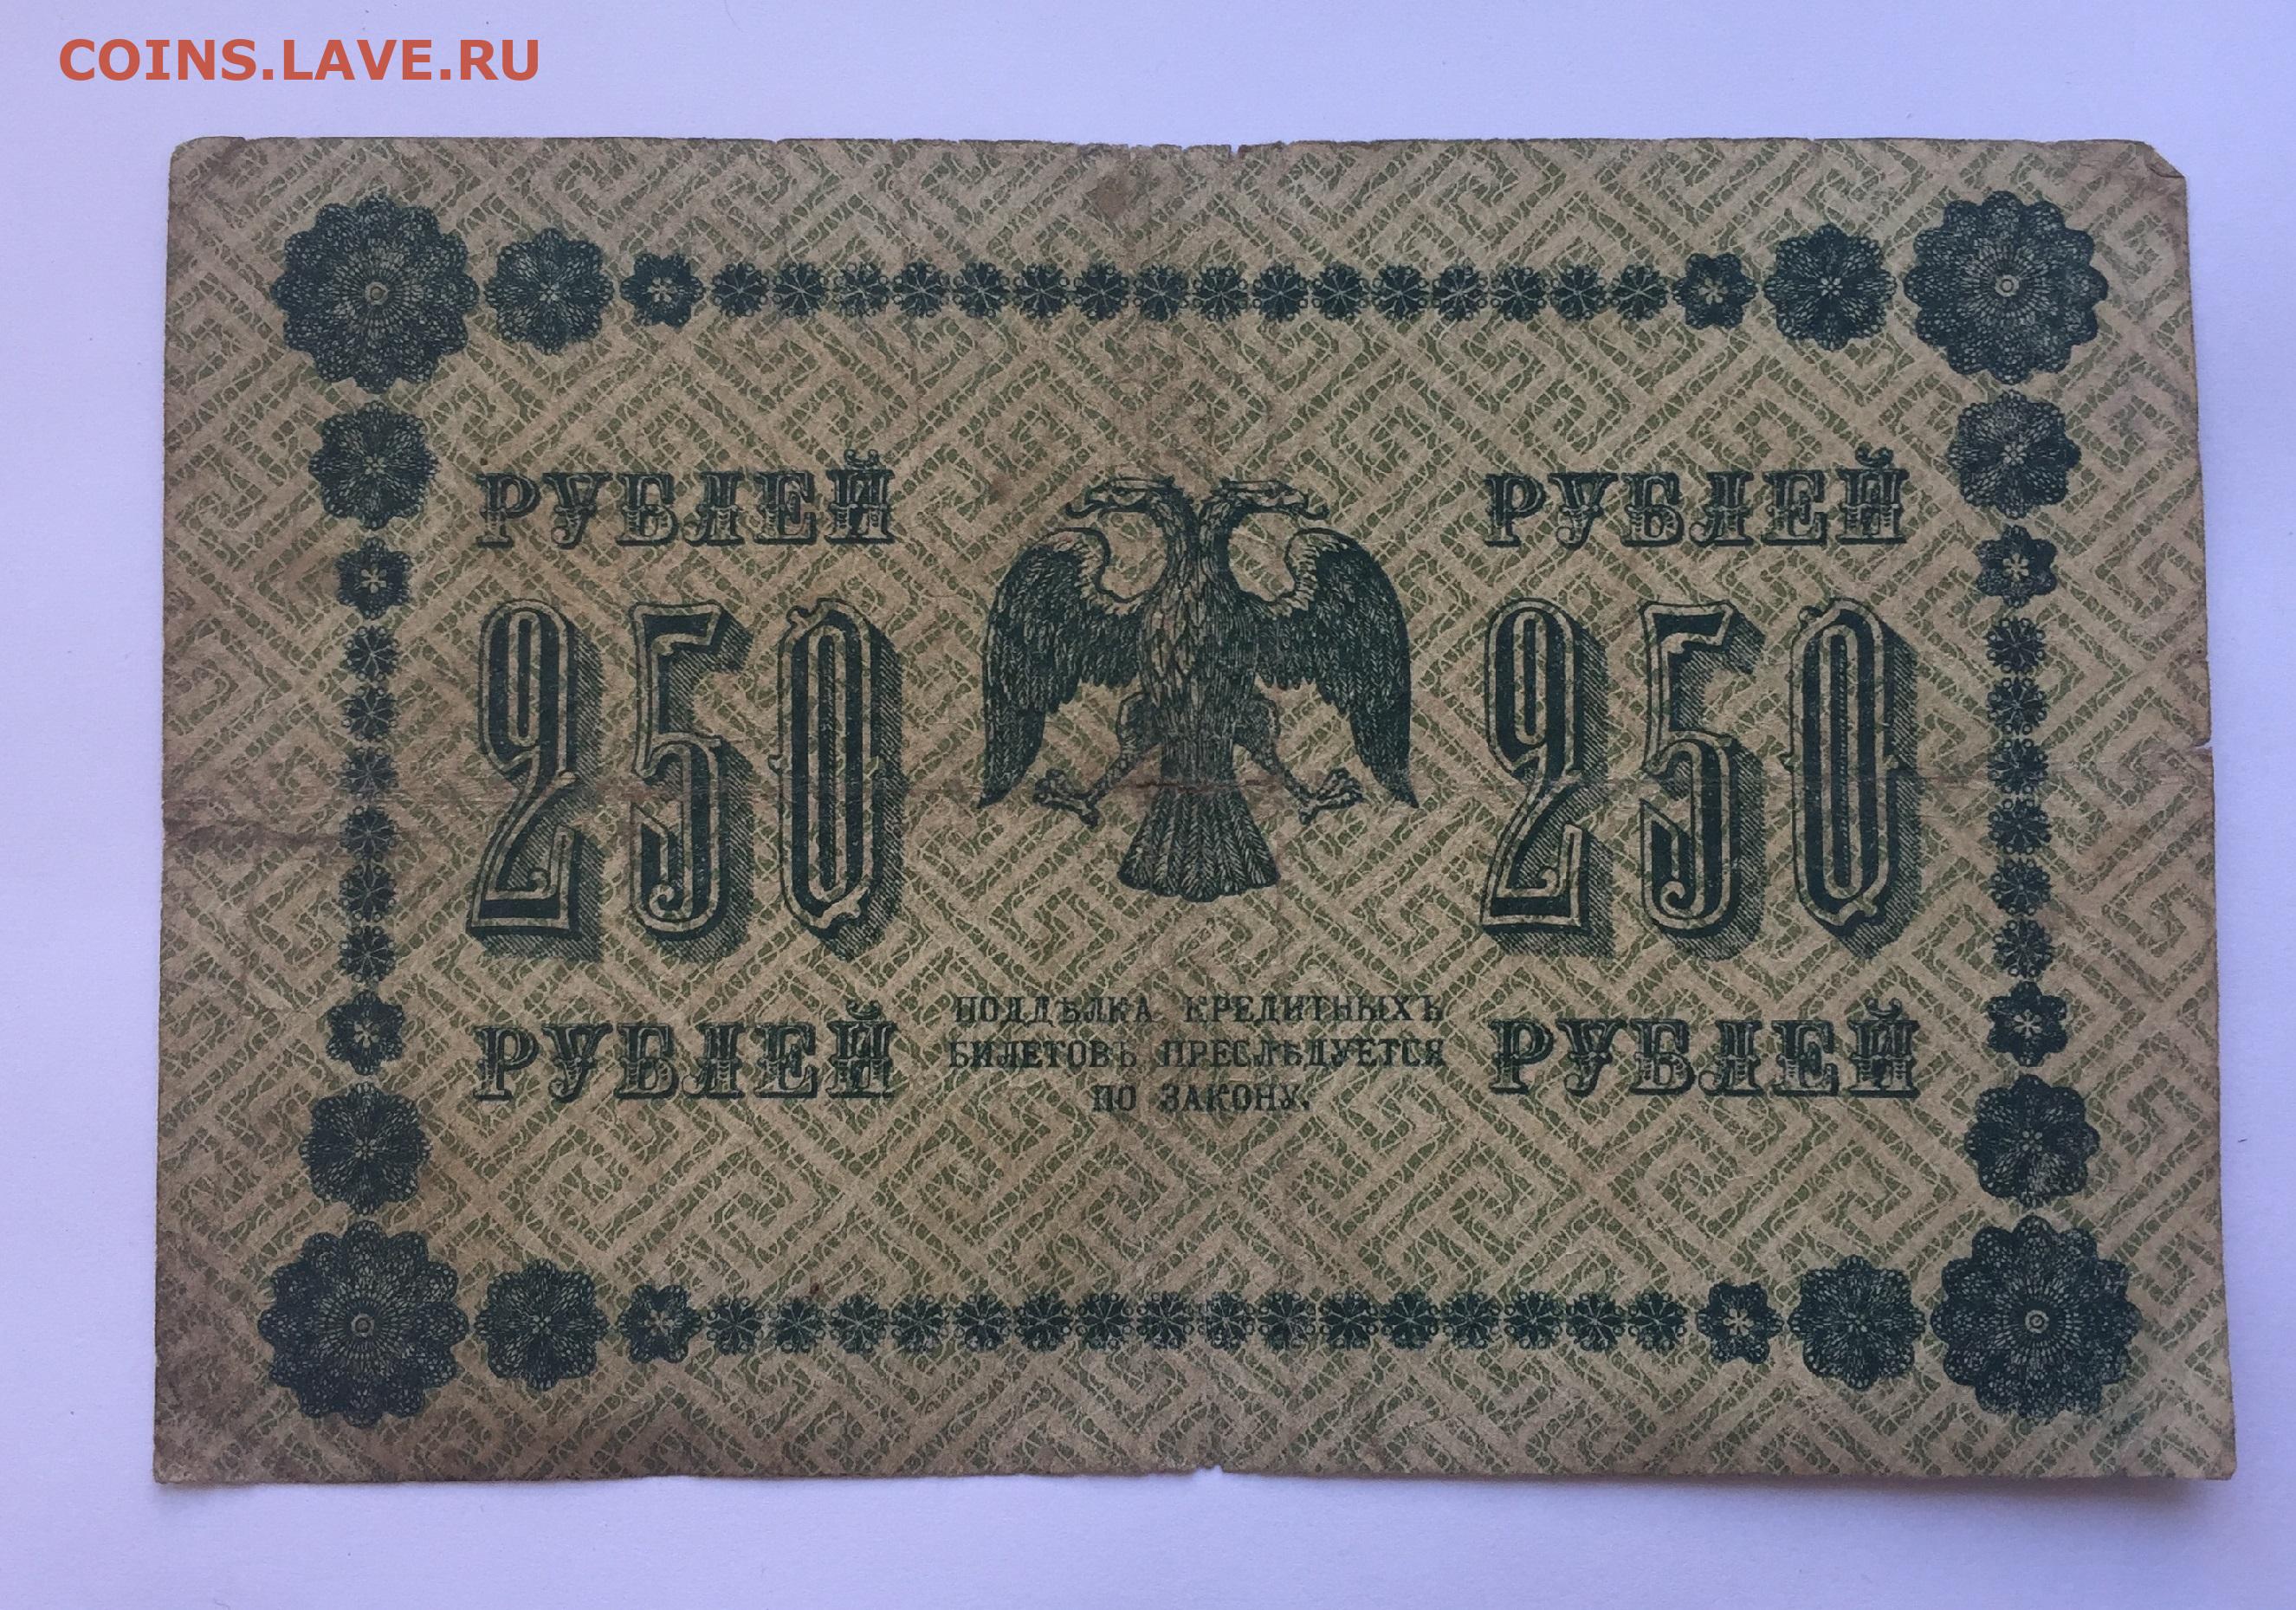 COINS.LAVE.RU
РУБЛЕЙ
РУБЛЕЙ
250
250
РУБЛЕЙ
РУБЛЕЙ
ПОДДѢЛКА КРЕДИТНЫХЪ
БИЛЕТОВЪ ПРЕСЛѢДУЕТСЯ
ПО ЗАКОНУ.